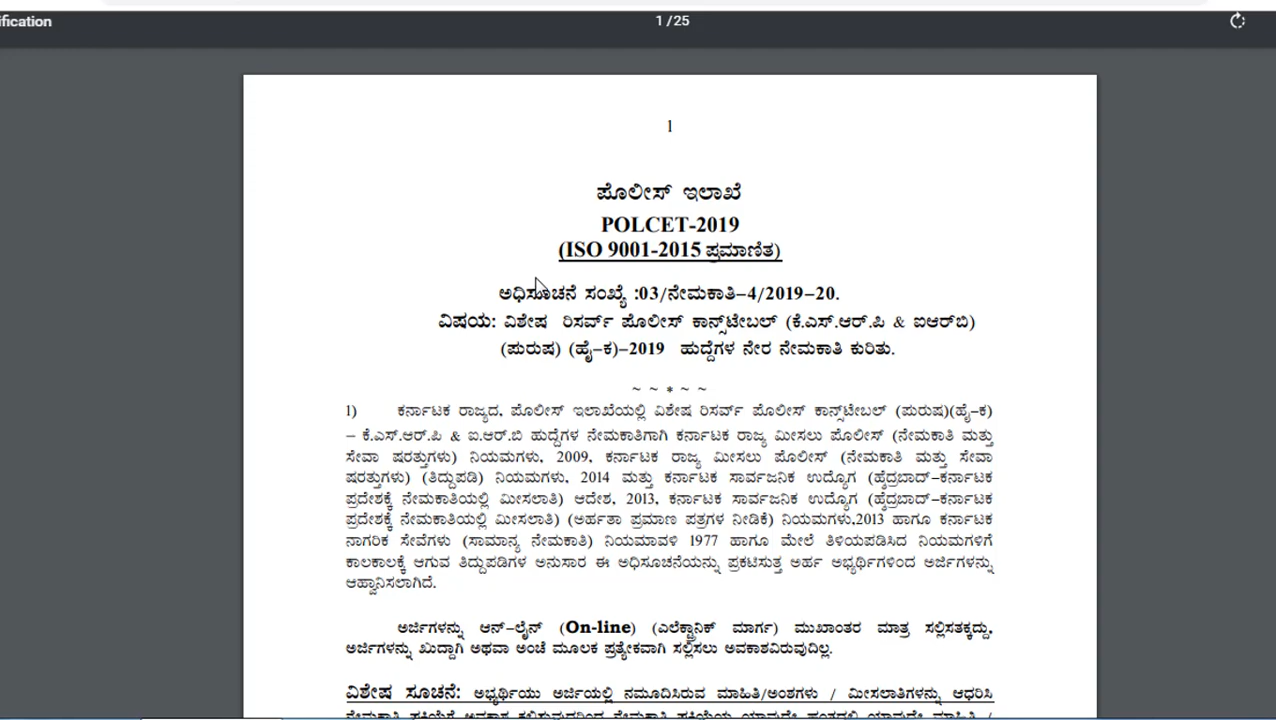 ification
1 / 25
1
ಪೊಲೀಸ್ ಇಲಾಖೆ
POLCET-2019
(ISO 9001-2015 ಪ್ರಮಾಣಿತ)
ಅಧಿಸೂಚನೆ ಸಂಖ್ಯೆ :03/ನೇಮಕಾತಿ-4/2019-20.
ವಿಷಯ: ವಿಶೇಷ ರಿಸರ್ವ್ ಪೊಲೀಸ್ ಕಾನ್ಸ್‌ಟೇಬಲ್ (ಕೆ.ಎಸ್.ಆರ್.ಪಿ & ಐಆರ್‌ಬಿ)
(ಪುರುಷ) (ಹೈ-ಕ)-2019 ಹುದ್ದೆಗಳ ನೇರ ನೇಮಕಾತಿ ಕುರಿತು.
~ ~ * ~ ~
1) ಕರ್ನಾಟಕ ರಾಜ್ಯದ, ಪೊಲೀಸ್ ಇಲಾಖೆಯಲ್ಲಿ ವಿಶೇಷ ರಿಸರ್ವ್ ಪೊಲೀಸ್ ಕಾನ್ಸ್‌ಟೇಬಲ್ (ಪುರುಷ)(ಹೈ-ಕ)
– ಕೆ.ಎಸ್.ಆರ್.ಪಿ & ಐ.ಆರ್.ಬಿ ಹುದ್ದೆಗಳ ನೇಮಕಾತಿಗಾಗಿ ಕರ್ನಾಟಕ ರಾಜ್ಯ ಮೀಸಲು ಪೊಲೀಸ್ (ನೇಮಕಾತಿ ಮತ್ತು
ಸೇವಾ ಷರತ್ತುಗಳು) ನಿಯಮಗಳು, 2009, ಕರ್ನಾಟಕ ರಾಜ್ಯ ಮೀಸಲು ಪೊಲೀಸ್ (ನೇಮಕಾತಿ ಮತ್ತು ಸೇವಾ
ಷರತ್ತುಗಳು) (ತಿದ್ದುಪಡಿ) ನಿಯಮಗಳು, 2014 ಮತ್ತು ಕರ್ನಾಟಕ ಸಾರ್ವಜನಿಕ ಉದ್ಯೋಗ (ಹೈದ್ರಬಾದ್-ಕರ್ನಾಟಕ
ಪ್ರದೇಶಕ್ಕೆ ನೇಮಕಾತಿಯಲ್ಲಿ ಮೀಸಲಾತಿ) ಆದೇಶ, 2013, ಕರ್ನಾಟಕ ಸಾರ್ವಜನಿಕ ಉದ್ಯೋಗ (ಹೈದ್ರಬಾದ್-ಕರ್ನಾಟಕ
ಪ್ರದೇಶಕ್ಕೆ ನೇಮಕಾತಿಯಲ್ಲಿ ಮೀಸಲಾತಿ) (ಅರ್ಹತಾ ಪ್ರಮಾಣ ಪತ್ರಗಳ ನೀಡಿಕೆ) ನಿಯಮಗಳು,2013 ಹಾಗೂ ಕರ್ನಾಟಕ
ನಾಗರಿಕ ಸೇವೆಗಳು (ಸಾಮಾನ್ಯ ನೇಮಕಾತಿ) ನಿಯಮಾವಳಿ 1977 ಹಾಗೂ ಮೇಲೆ ತಿಳಿಯಪಡಿಸಿದ ನಿಯಮಗಳಿಗೆ
ಕಾಲಕಾಲಕ್ಕೆ ಆಗುವ ತಿದ್ದುಪಡಿಗಳ ಅನುಸಾರ ಈ ಅಧಿಸೂಚನೆಯನ್ನು ಪ್ರಕಟಿಸುತ್ತ ಅರ್ಹ ಅಭ್ಯರ್ಥಿಗಳಿಂದ ಅರ್ಜಿಗಳನ್ನು
ಆಹ್ವಾನಿಸಲಾಗಿದೆ.
ಅರ್ಜಿಗಳನ್ನು ಆನ್-ಲೈನ್ (On-line) (ಎಲೆಕ್ಟ್ರಾನಿಕ್ ಮಾರ್ಗ) ಮುಖಾಂತರ ಮಾತ್ರ ಸಲ್ಲಿಸತಕ್ಕದ್ದು,
ಅರ್ಜಿಗಳನ್ನು ಖುದ್ದಾಗಿ ಅಥವಾ ಅಂಚೆ ಮೂಲಕ ಪ್ರತ್ಯೇಕವಾಗಿ ಸಲ್ಲಿಸಲು ಅವಕಾಶವಿರುವುದಿಲ್ಲ.
ವಿಶೇಷ ಸೂಚನೆ: ಅಭ್ಯರ್ಥಿಯು ಅರ್ಜಿಯಲ್ಲಿ ನಮೂದಿಸಿರುವ ಮಾಹಿತಿ/ಅಂಶಗಳು / ಮೀಸಲಾತಿಗಳನ್ನು ಆಧರಿಸಿ